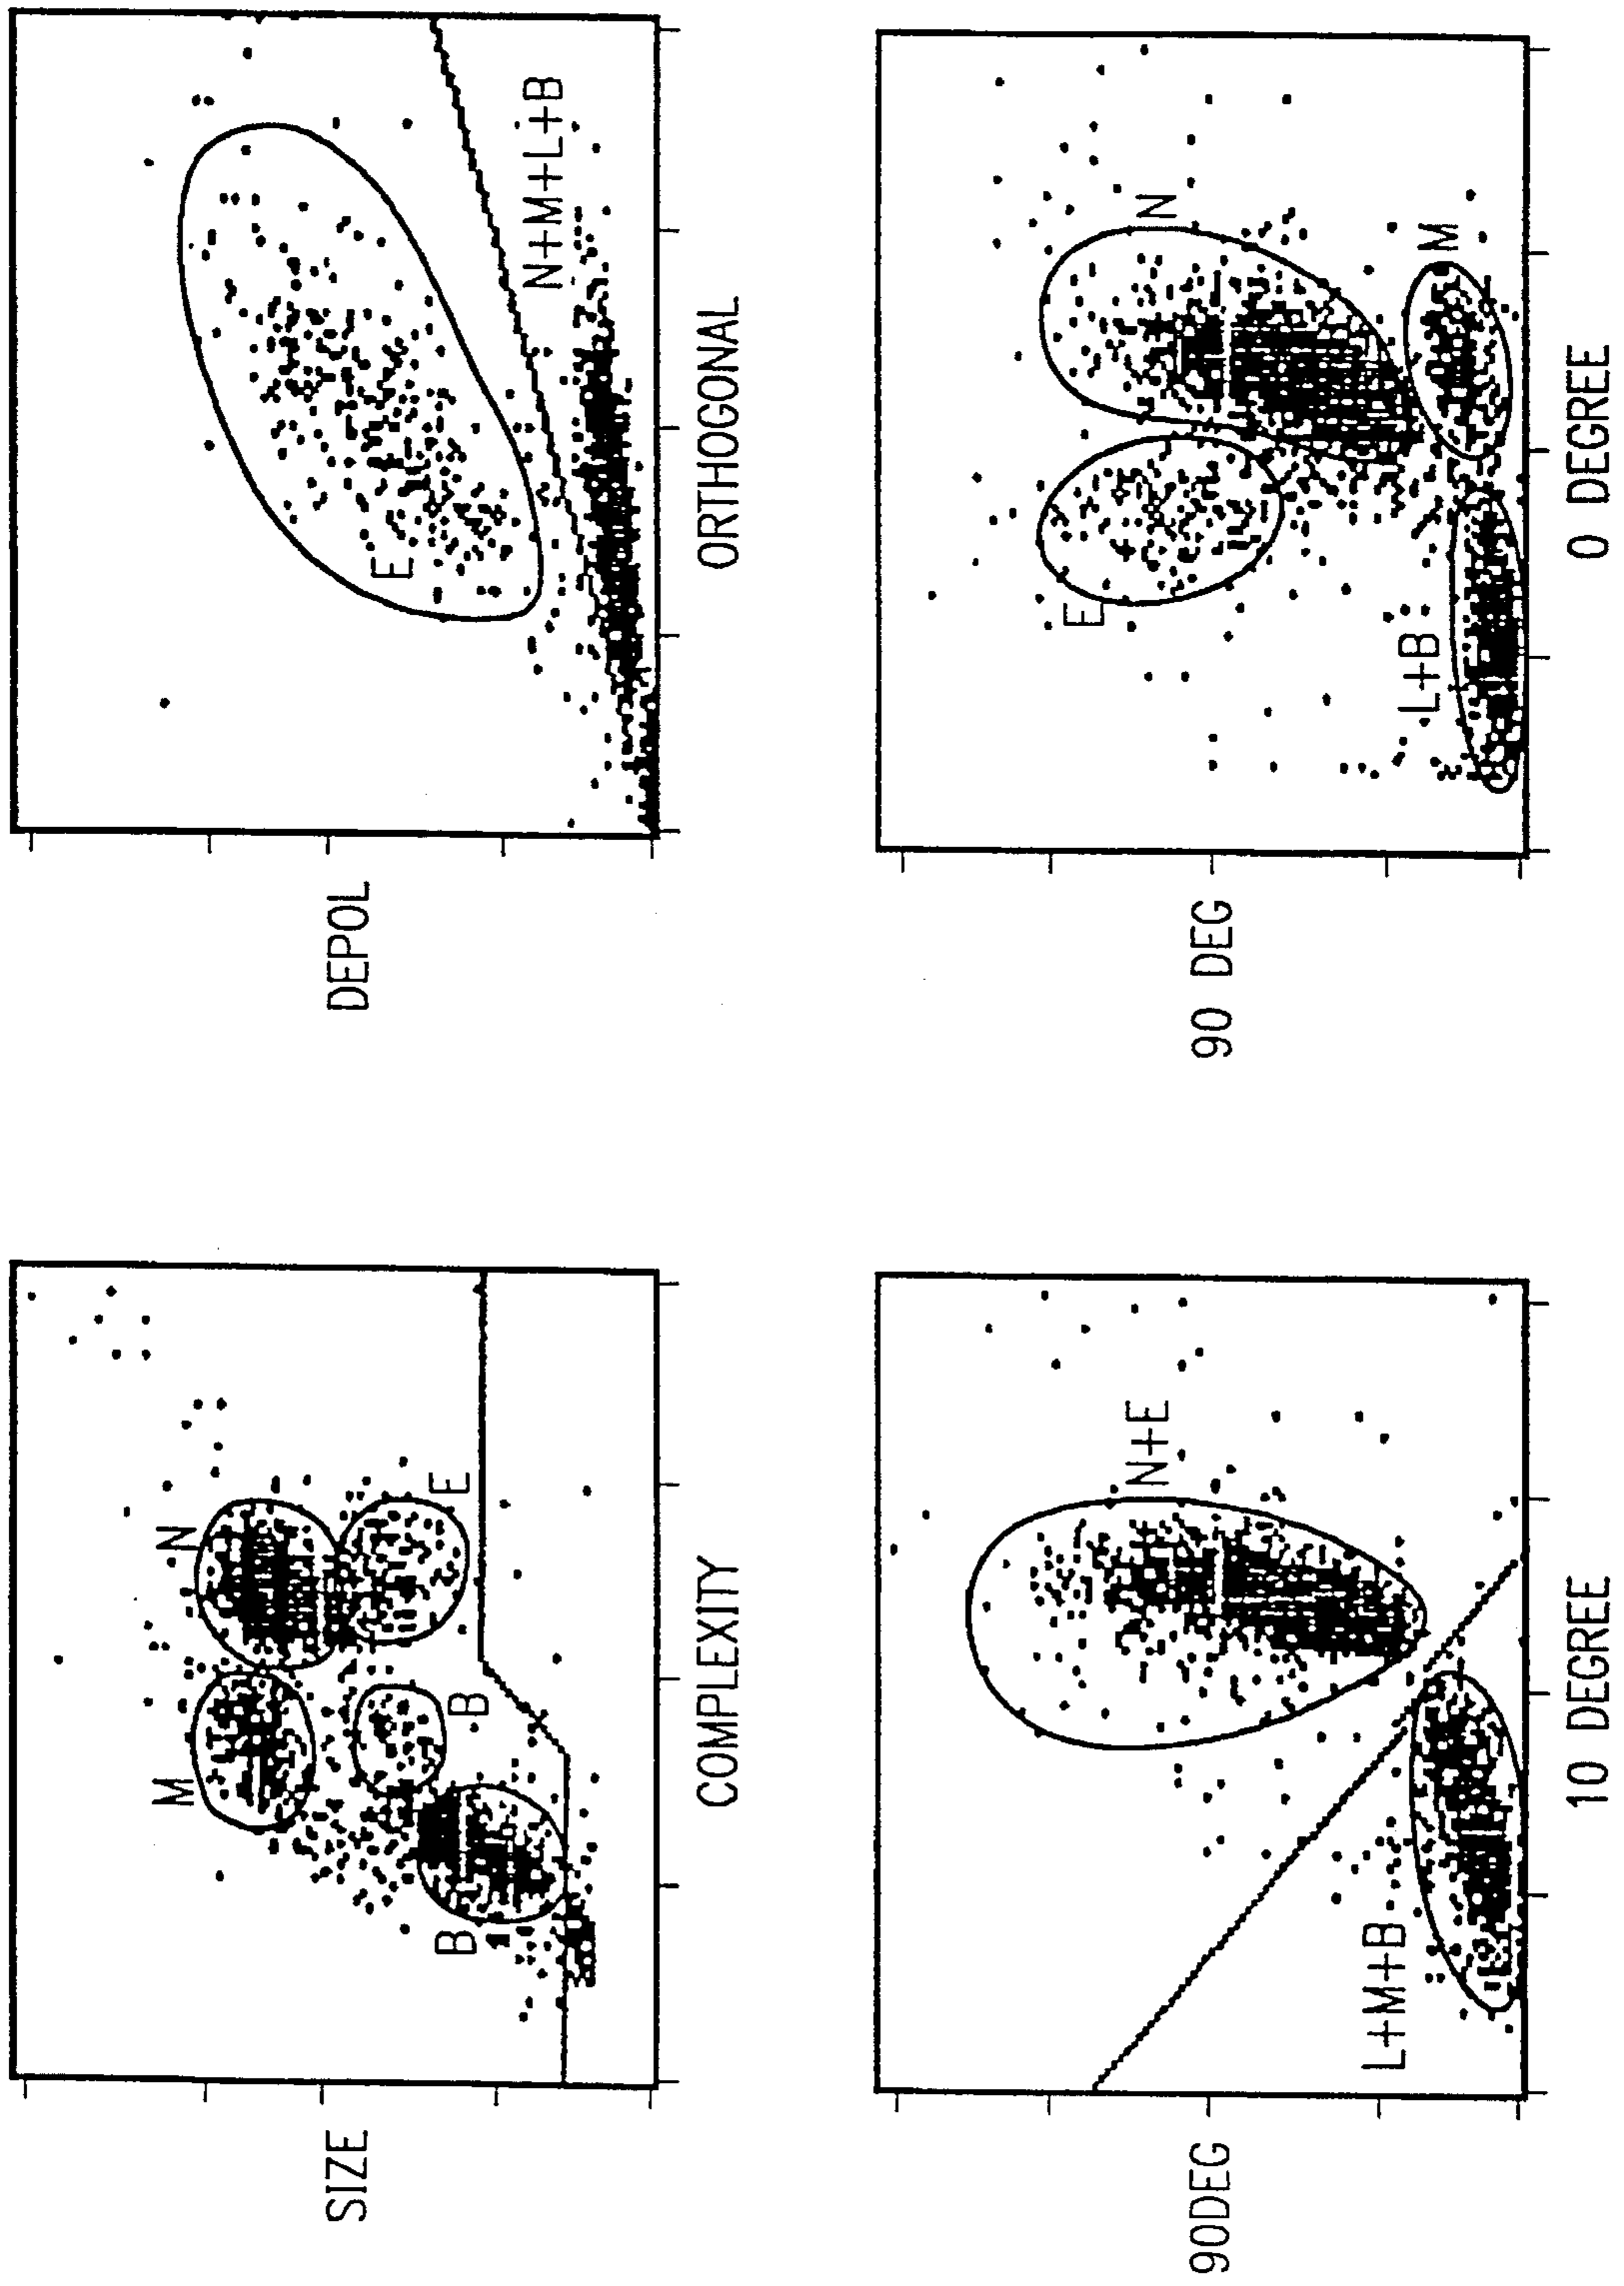 M
N
SIZE
B
B
E
COMPLEXITY
DEPOL
E
N+M+L+B
ORTHOGONAL
N+E
90DEG
L+M+B
10 DEGREE
E
N
90 DEG
L+B
M
0 DEGREE